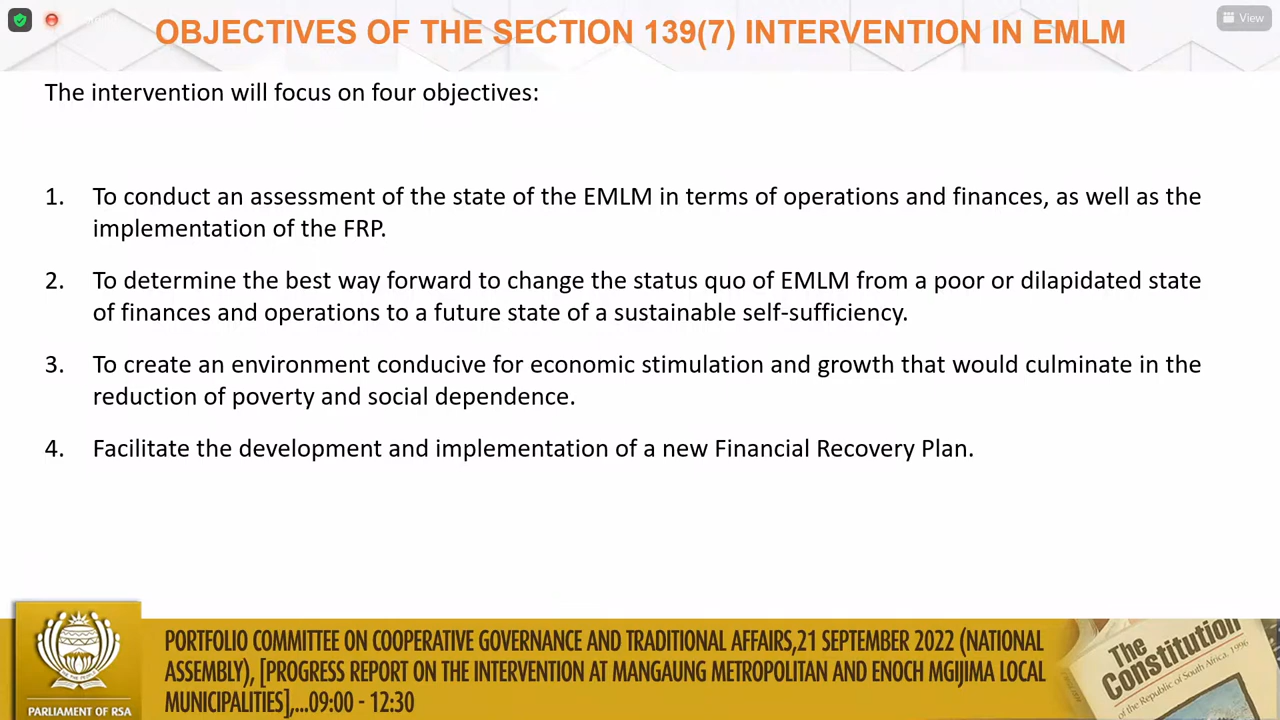 View
OBJECTIVES OF THE SECTION 139(7) INTERVENTION IN EMLM
The intervention will focus on four objectives:
1. To conduct an assessment of the state of the EMLM in terms of operations and finances, as well as the
implementation of the FRP.
2. To determine the best way forward to change the status quo of EMLM from a poor or dilapidated state
of finances and operations to a future state of a sustainable self-sufficiency.
3. To create an environment conducive for economic stimulation and growth that would culminate in the
reduction of poverty and social dependence.
4. Facilitate the development and implementation of a new Financial Recovery Plan.
PORTFOLIO COMMITTEE ON COOPERATIVE GOVERNANCE AND TRADITIONAL AFFAIRS,21 SEPTEMBER 2022 (NATIONAL
ASSEMBLY), [PROGRESS REPORT ON THE INTERVENTION AT MANGAUNG METROPOLITAN AND ENOCH MGIJIMA LOCAL
MUNICIPALITIES],...09:00 - 12:30
PARLIAMENT OF RSA
The
Constitution
of the Republic of South Africa, 1996